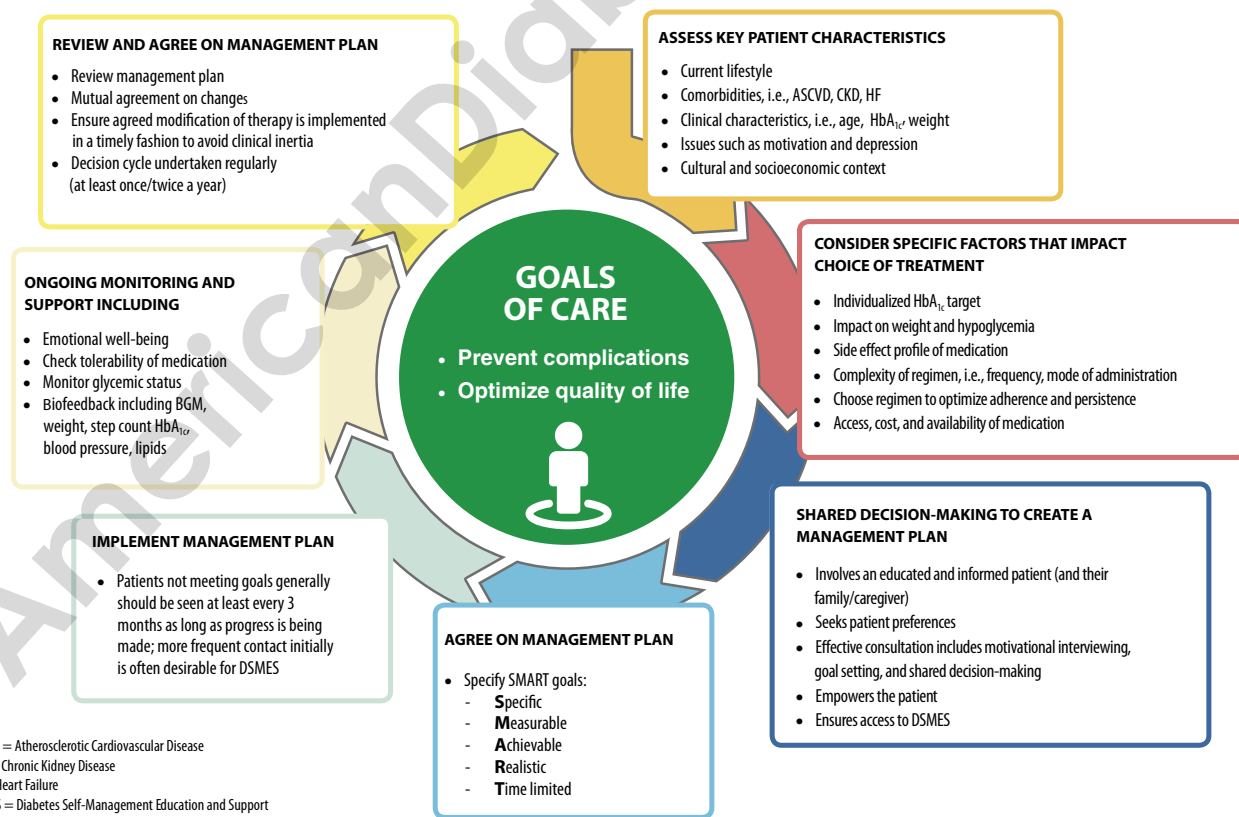 REVIEW AND AGREE ON MANAGEMENT PLAN
• Review management plan
• Mutual agreement on changes
• Ensure agreed modification of therapy is implemented
in a timely fashion to avoid clinical inertia
• Decision cycle undertaken regularly
(at least once/twice a year)
ASSESS KEY PATIENT CHARACTERISTICS
• Current lifestyle
• Comorbidities, i.e., ASCVD, CKD, HF
• Clinical characteristics, i.e., age, HbA1c, weight
• Issues such as motivation and depression
• Cultural and socioeconomic context
CONSIDER SPECIFIC FACTORS THAT IMPACT
CHOICE OF TREATMENT
• Individualized HbA1c target
• Impact on weight and hypoglycemia
• Side effect profile of medication
• Complexity of regimen, i.e., frequency, mode of administration
• Choose regimen to optimize adherence and persistence
• Access, cost, and availability of medication
SHARED DECISION-MAKING TO CREATE A
MANAGEMENT PLAN
• Involves an educated and informed patient (and their
family/caregiver)
• Seeks patient preferences
• Effective consultation includes motivational interviewing,
goal setting, and shared decision-making
• Empowers the patient
• Ensures access to DSMES
AGREE ON MANAGEMENT PLAN
• Specify SMART goals:
- Specific
- Measurable
- Achievable
- Realistic
- Time limited
IMPLEMENT MANAGEMENT PLAN
• Patients not meeting goals generally
should be seen at least every 3
months as long as progress is being
made; more frequent contact initially
is often desirable for DSMES
ONGOING MONITORING AND
SUPPORT INCLUDING
• Emotional well-being
• Check tolerability of medication
• Monitor glycemic status
• Biofeedback including BGM,
weight, step count HbA1c,
blood pressure, lipids
GOALS
OF CARE
• Prevent complications
• Optimize quality of life
= Atherosclerotic Cardiovascular Disease
Chronic Kidney Disease
Heart Failure
= Diabetes Self-Management Education and Support
American